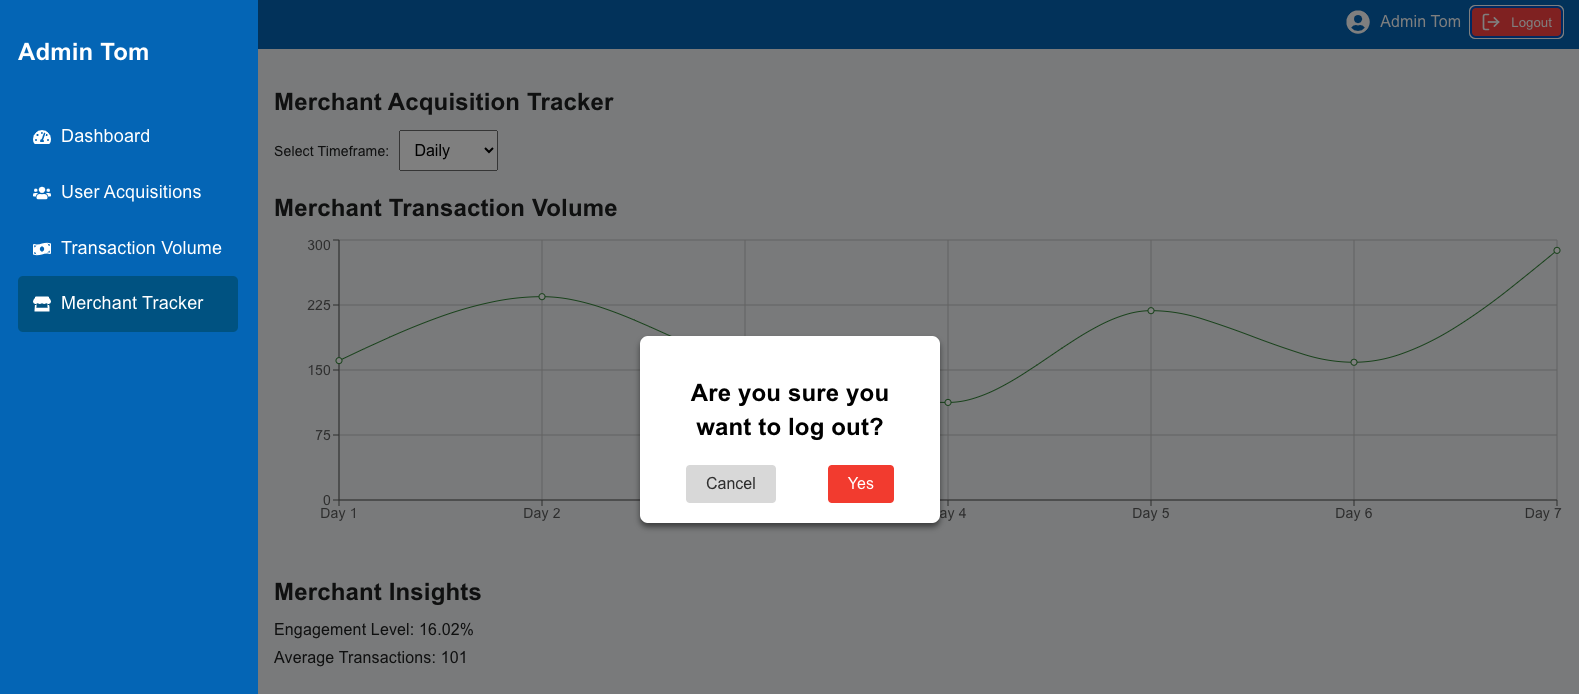 Admin Tom
Dashboard
User Acquisitions
Transaction Volume
Merchant Tracker
Admin Tom
Logout
Merchant Acquisition Tracker
Select Timeframe: Daily
Merchant Transaction Volume
300
225
150
75
0
Day 1 Day 2 ay 4 Day 5 Day 6 Day 7
Are you sure you
want to log out?
Cancel Yes
Merchant Insights
Engagement Level: 16.02%
Average Transactions: 101